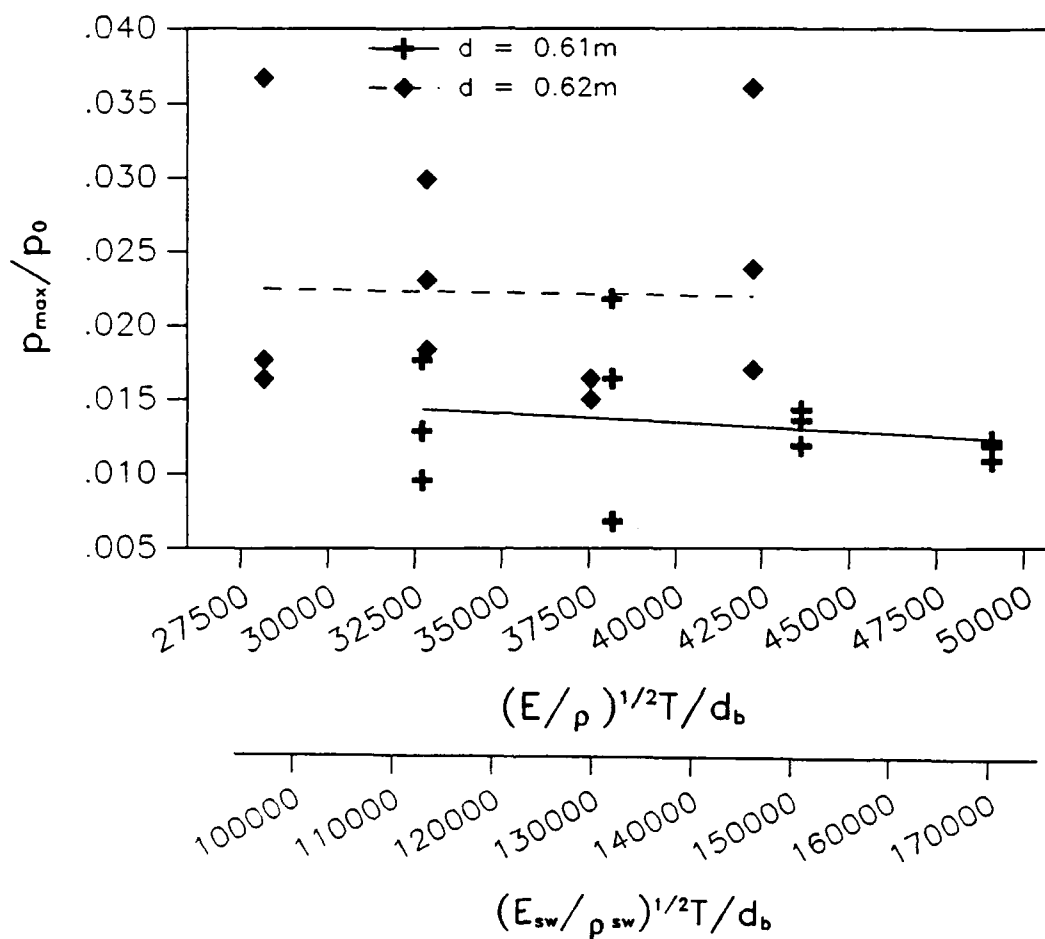 .040
.035
.030
.025
.020
.015
.010
.005
pmax/p0
d = 0.61m
d = 0.62m
27500 30000 32500 35000 37500 40000 42500 45000 47500 50000
(E/ρ )1/2T/db
100000 110000 120000 130000 140000 150000 160000 170000
(Esw/ρsw)1/2T/db